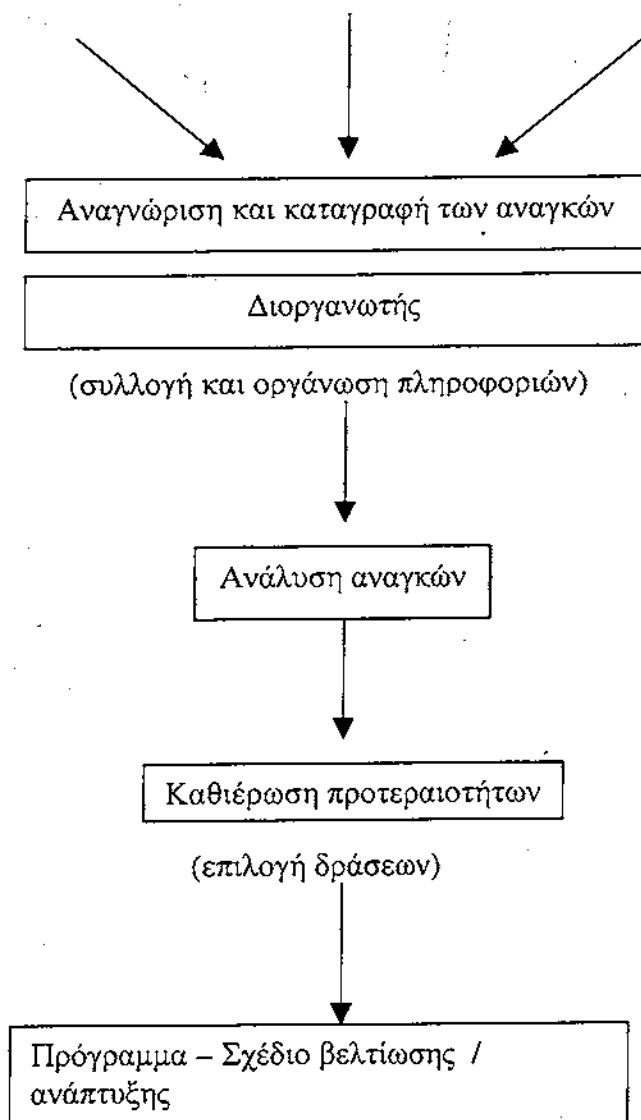 Αναγνώριση και καταγραφή των αναγκών
Διοργανωτής
(συλλογή και οργάνωση πληροφοριών)
Ανάλυση αναγκών
Καθιέρωση προτεραιοτήτων
(επιλογή δράσεων)
Πρόγραμμα – Σχέδιο βελτίωσης /
ανάπτυξης